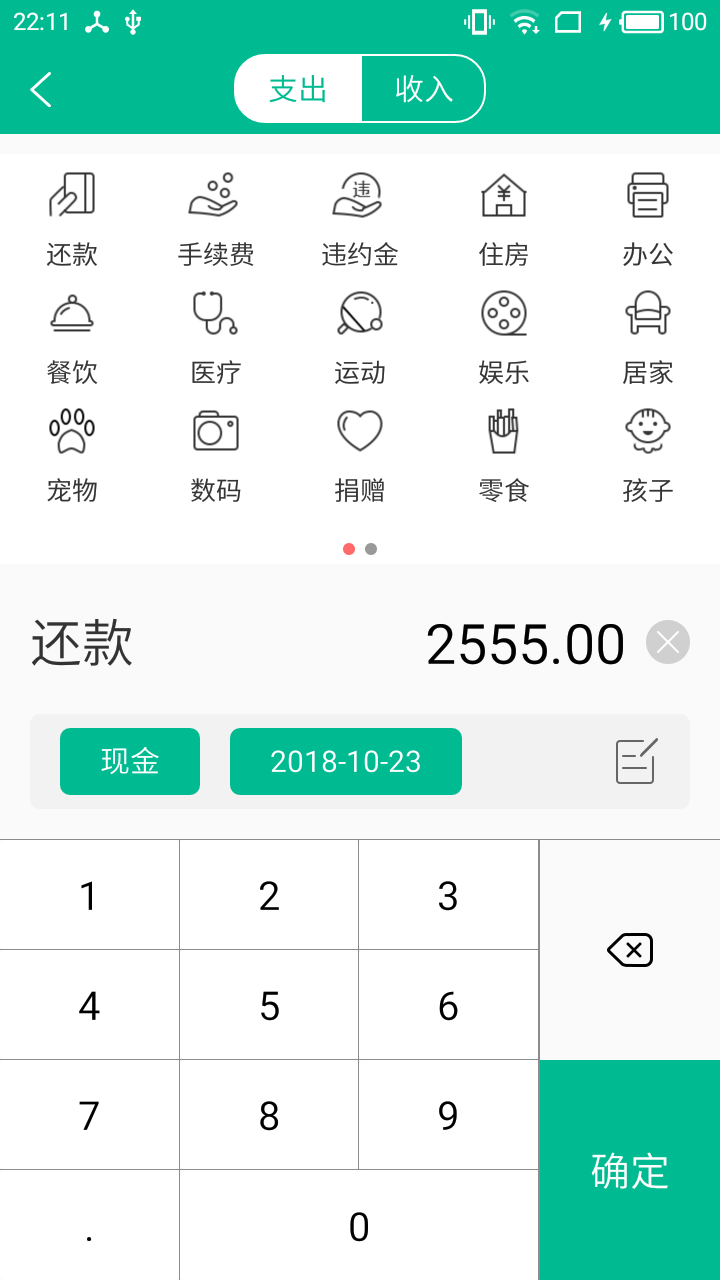 22:11 100
支出 收入
还款 手续费 违约金 住房 办公
餐饮 医疗 运动 娱乐 居家
宠物 数码 捐赠 零食 孩子
还款 2555.00
现金 2018-10-23
1 2 3
4 5 6
7 8 9
确定
. 0